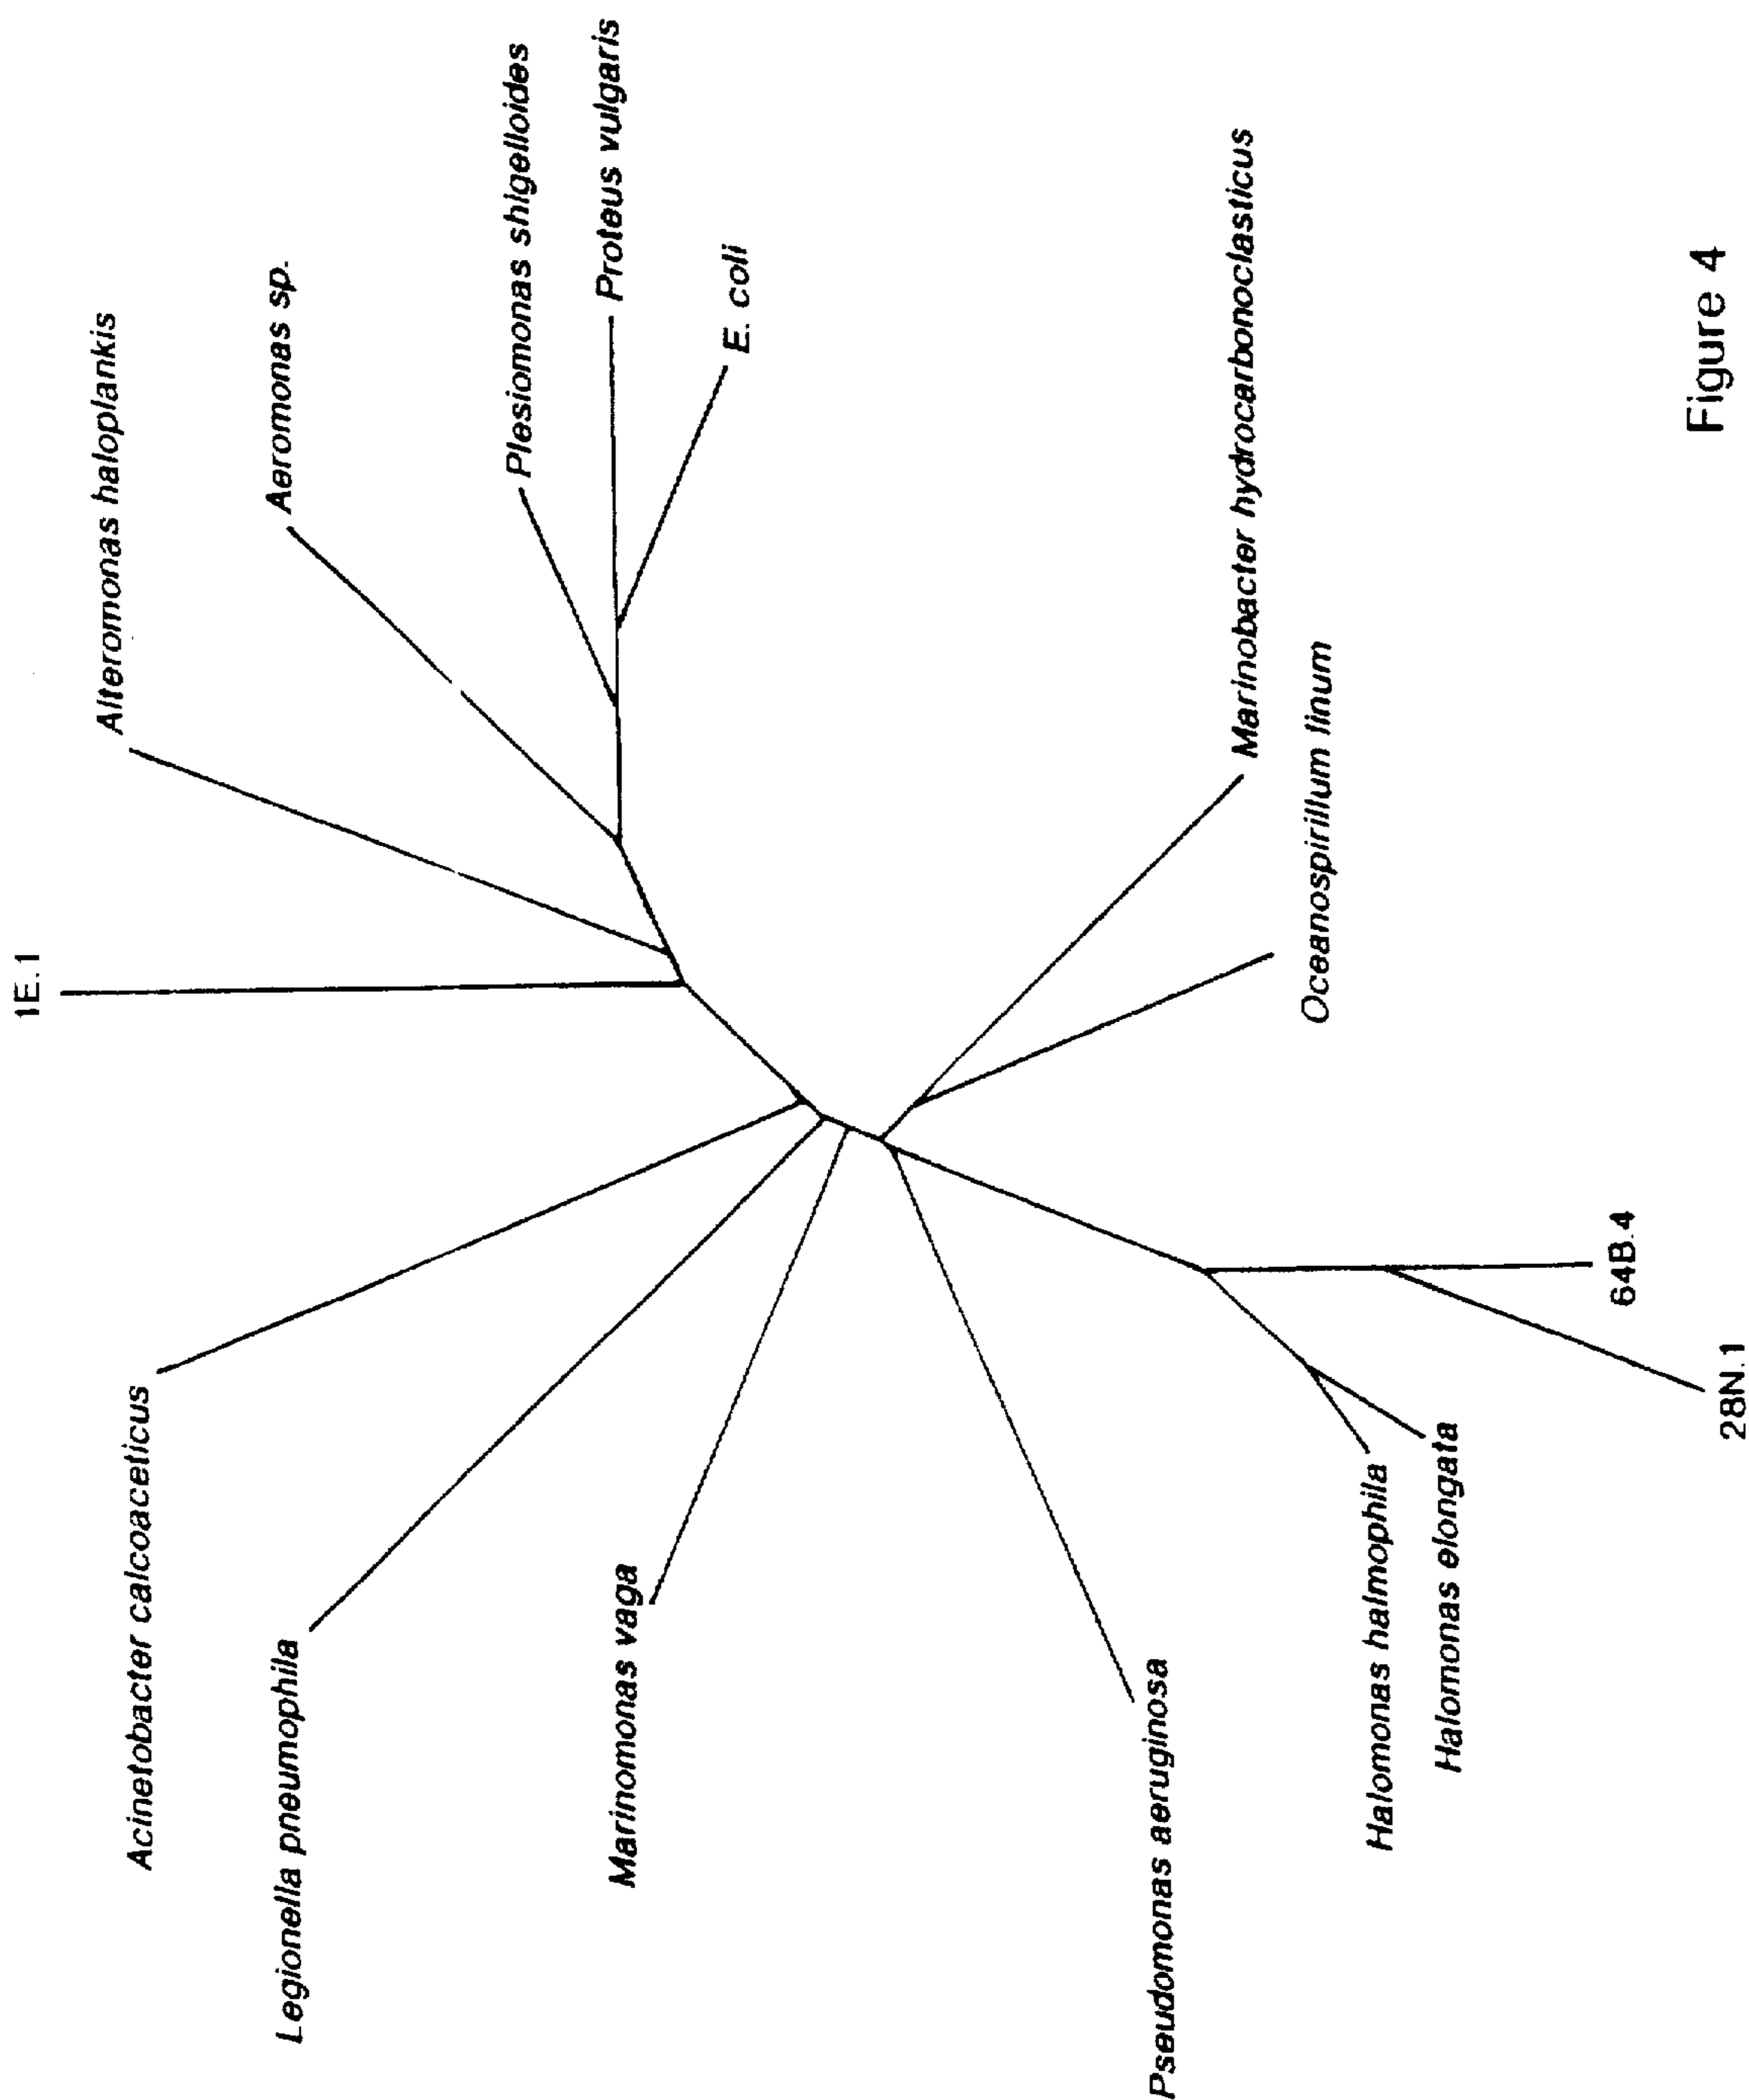 Acinetobacter calcoaceticus
1E.1
Alteromonas haloplankis
Legionella pneumophila
Aeromonas sp.
Plesiomonas shigelloides
Marinomonas vaga
Proteus vulgaris
E. coli
Pseudomonas aeruginosa
Marinobacter hydrocarbonoclasticus
Oceanospirillum linum
Halomonas halmophila
Halomonas elongata
64B.4
28N.1
Figure 4